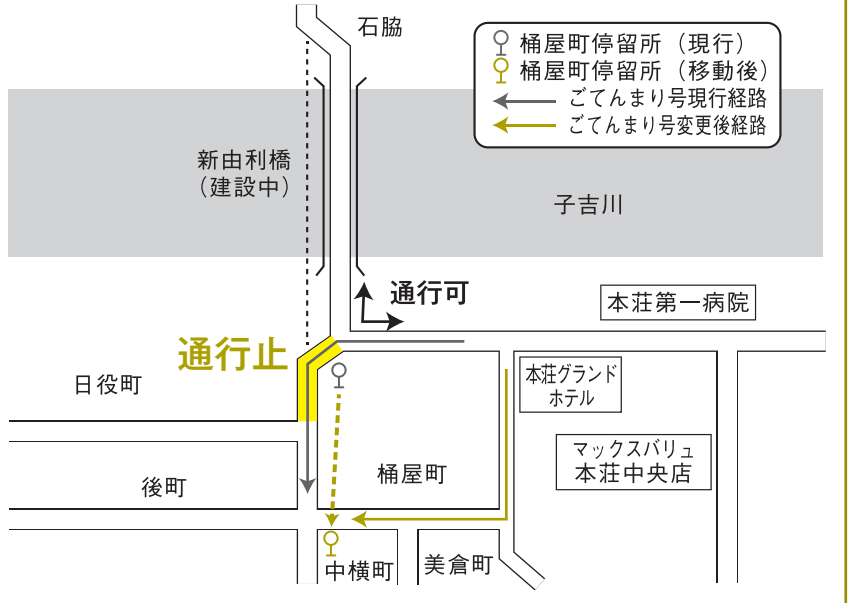 石脇
桶屋町停留所（現行）
桶屋町停留所（移動後）
ごてんまり号現行経路
ごてんまり号変更後経路
新由利橋
（建設中）
子吉川
通行可
本荘第一病院
通行止
日役町
本荘グランド
ホテル
マックスバリュ
本荘中央店
桶屋町
後町
中横町
美倉町